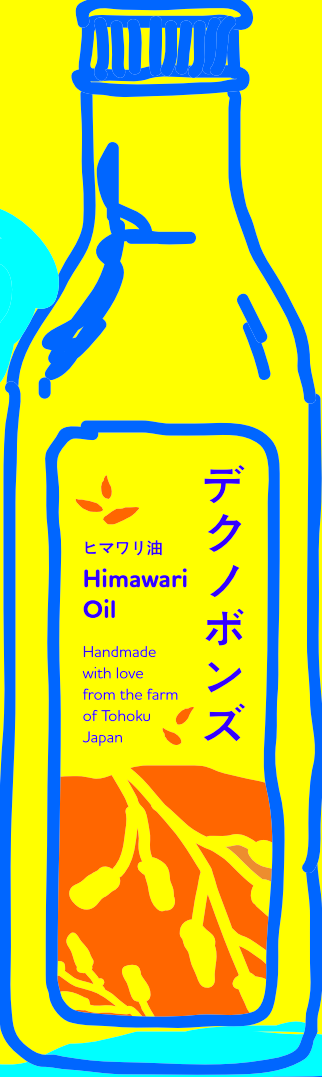 デクノボンズ
ヒマワリ油
Himawari
Oil
Handmade
with love
from the farm
of Tohoku
Japan